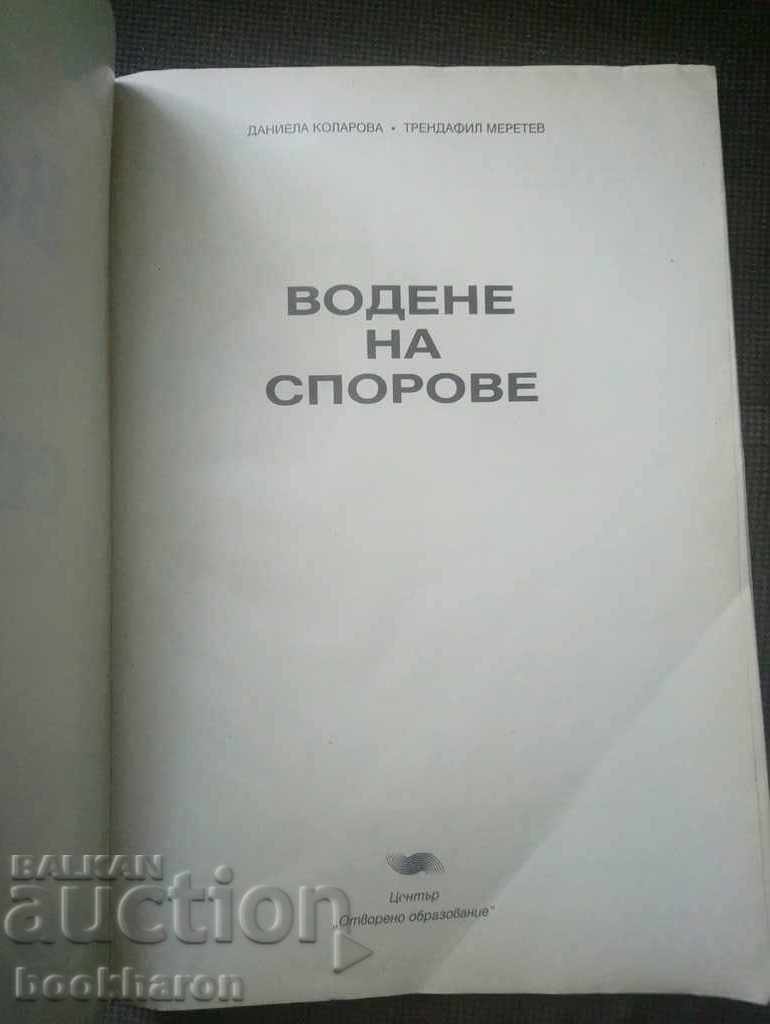 ДАНИЕЛА КОЛАРОВА • ТРЕНДАФИЛ МЕРЕТЕВ
ВОДЕНЕ
НА
СПОРОВЕ
Център
„Отворено образование"
BALKAN
auction
bookharon